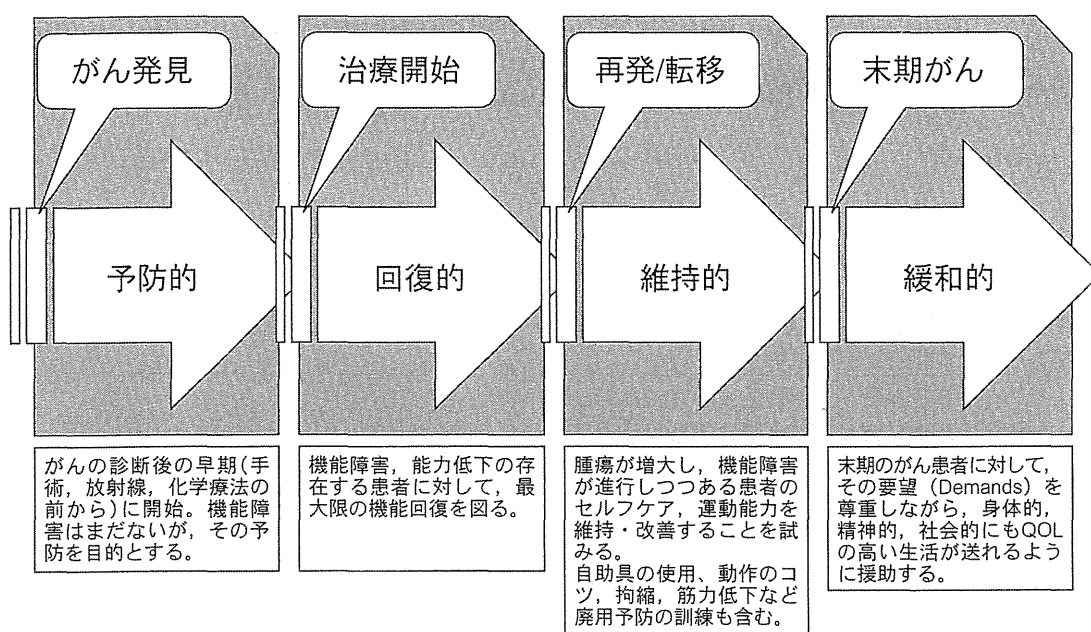 がん発見
治療開始
再発/転移
末期がん
予防的
回復的
維持的
緩和的
がんの診断後の早期(手
術，放射線，化学療法の
前から)に開始。機能障
害はまだないが，その予
防を目的とする。
機能障害，能力低下の存
在する患者に対して，最
大限の機能回復を図る。
腫瘍が増大し，機能障害
が進行しつつある患者の
セルフケア，運動能力を
維持・改善することを試
みる。
自助具の使用、動作のコ
ツ，拘縮，筋力低下など
廃用予防の訓練も含む。
末期のがん患者に対して，
その要望（Demands）を
尊重しながら，身体的，
精神的，社会的にもQOL
の高い生活が送れるよう
に援助する。